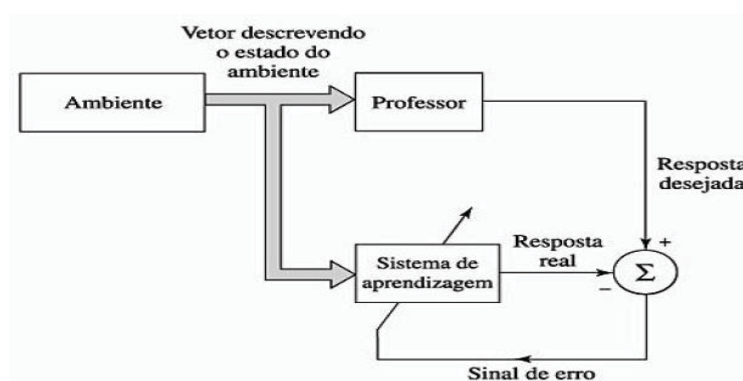 Vetor descrevendo
o estado do
ambiente
Ambiente
Professor
Resposta
desejada
Sistema de
aprendizagem
Resposta
real
+
Σ
−
Sinal de erro